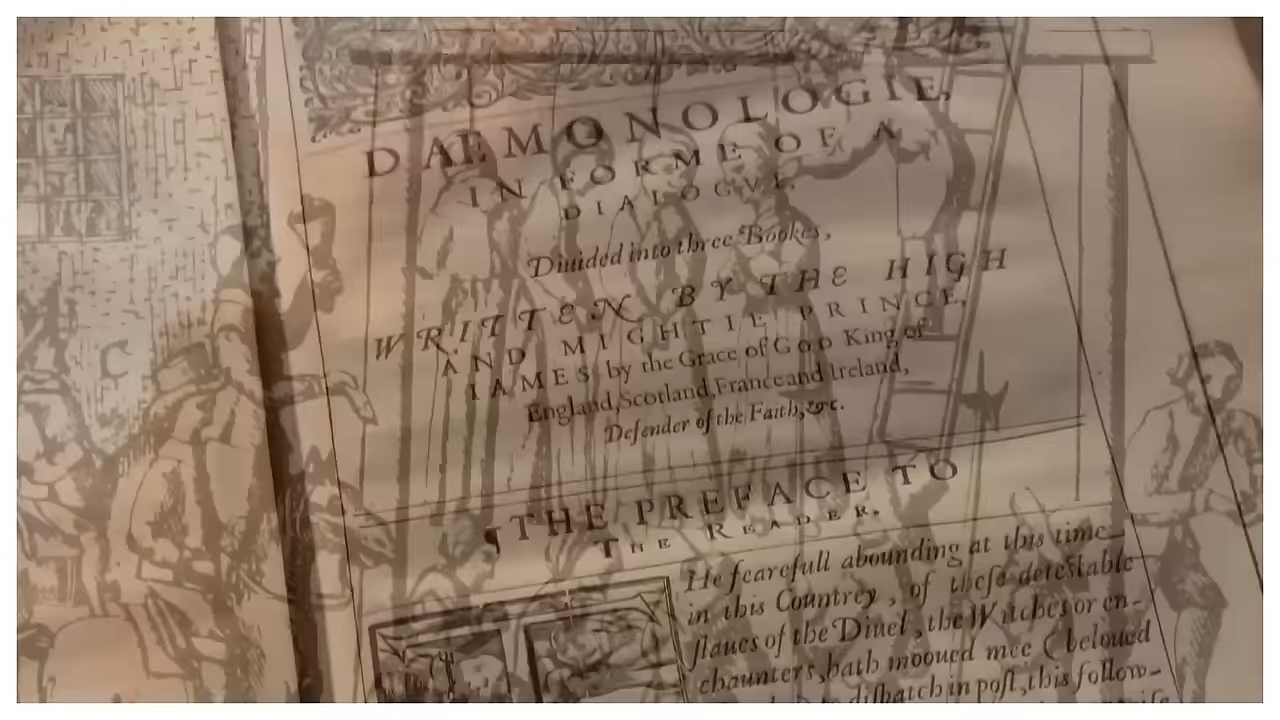 DAEMONOLOGIE,
IN FORME OF A
DIALOGVE,
Diuided into three Bookes,
WRITTEN BY THE HIGH
AND MIGHTIE PRINCE,
IAMES by the Grace of GOD King of
England, Scotland, France and Ireland,
Defender of the Faith, &c.
¶ THE PREFACE TO
THE READER.
He fearefull abounding at this time
in this Countrey, of theſe deteſtable
ſlaues of the Diuel, the Witches or en-
chaunters, hath mooued mee (beloued
diſpatch in poſt, this follow-
C